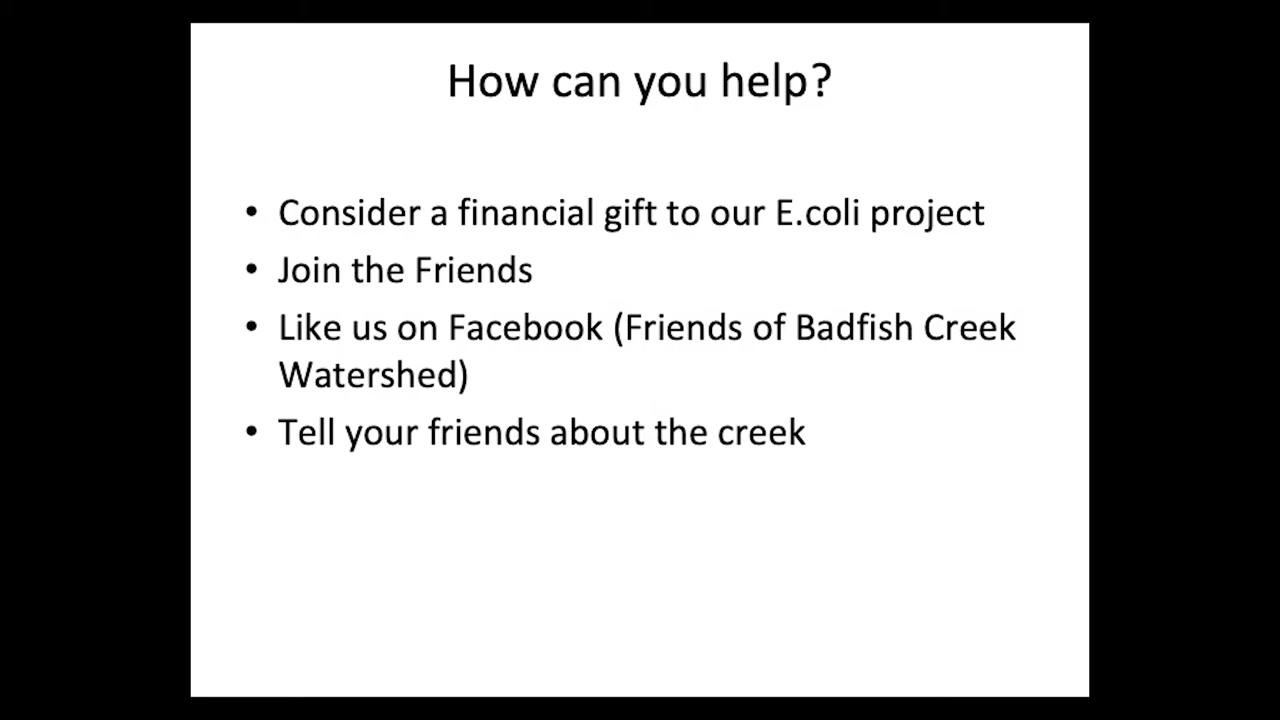 How can you help?
• Consider a financial gift to our E.coli project
• Join the Friends
• Like us on Facebook (Friends of Badfish Creek
Watershed)
• Tell your friends about the creek